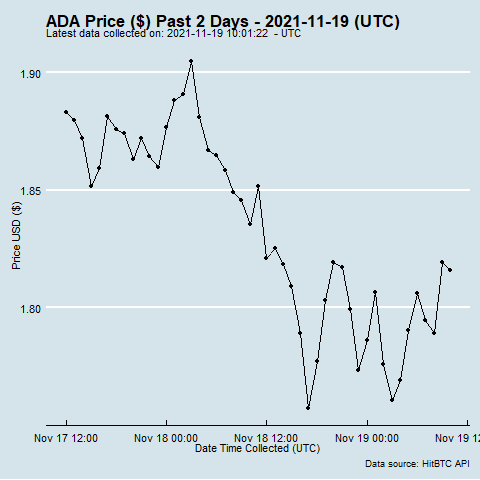 ADA Price ($) Past 2 Days - 2021-11-19 (UTC)
Latest data collected on: 2021-11-19 10:01:22  - UTC
1.90
1.85
1.80
Price USD ($)
Nov 17 12:00 Nov 18 00:00 Nov 18 12:00 Nov 19 00:00 Nov 19 12
Date Time Collected (UTC)
Data source: HitBTC API